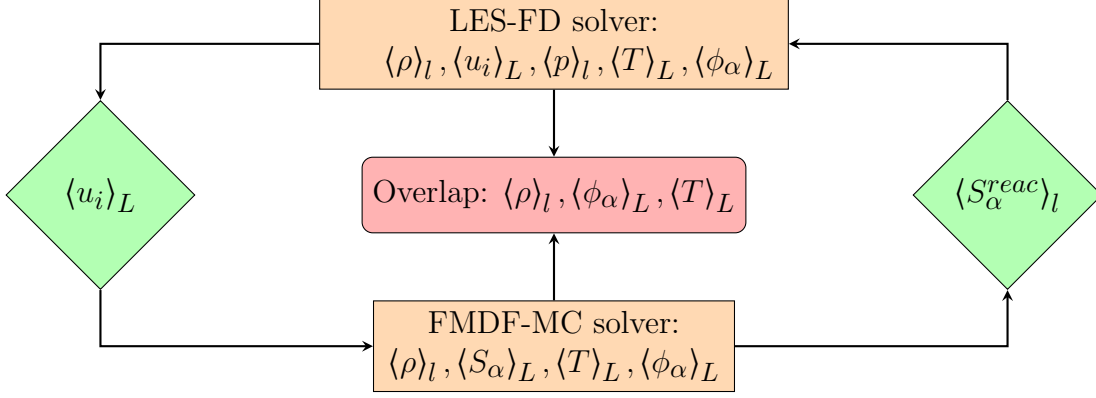 LES-FD solver:
⟨ρ⟩_l, ⟨u_i⟩_L, ⟨p⟩_l, ⟨T⟩_L, ⟨ϕ_α⟩_L
⟨u_i⟩_L
Overlap: ⟨ρ⟩_l, ⟨ϕ_α⟩_L, ⟨T⟩_L
⟨S_α^{reac}⟩_l
FMDF-MC solver:
⟨ρ⟩_l, ⟨S_α⟩_L, ⟨T⟩_L, ⟨ϕ_α⟩_L